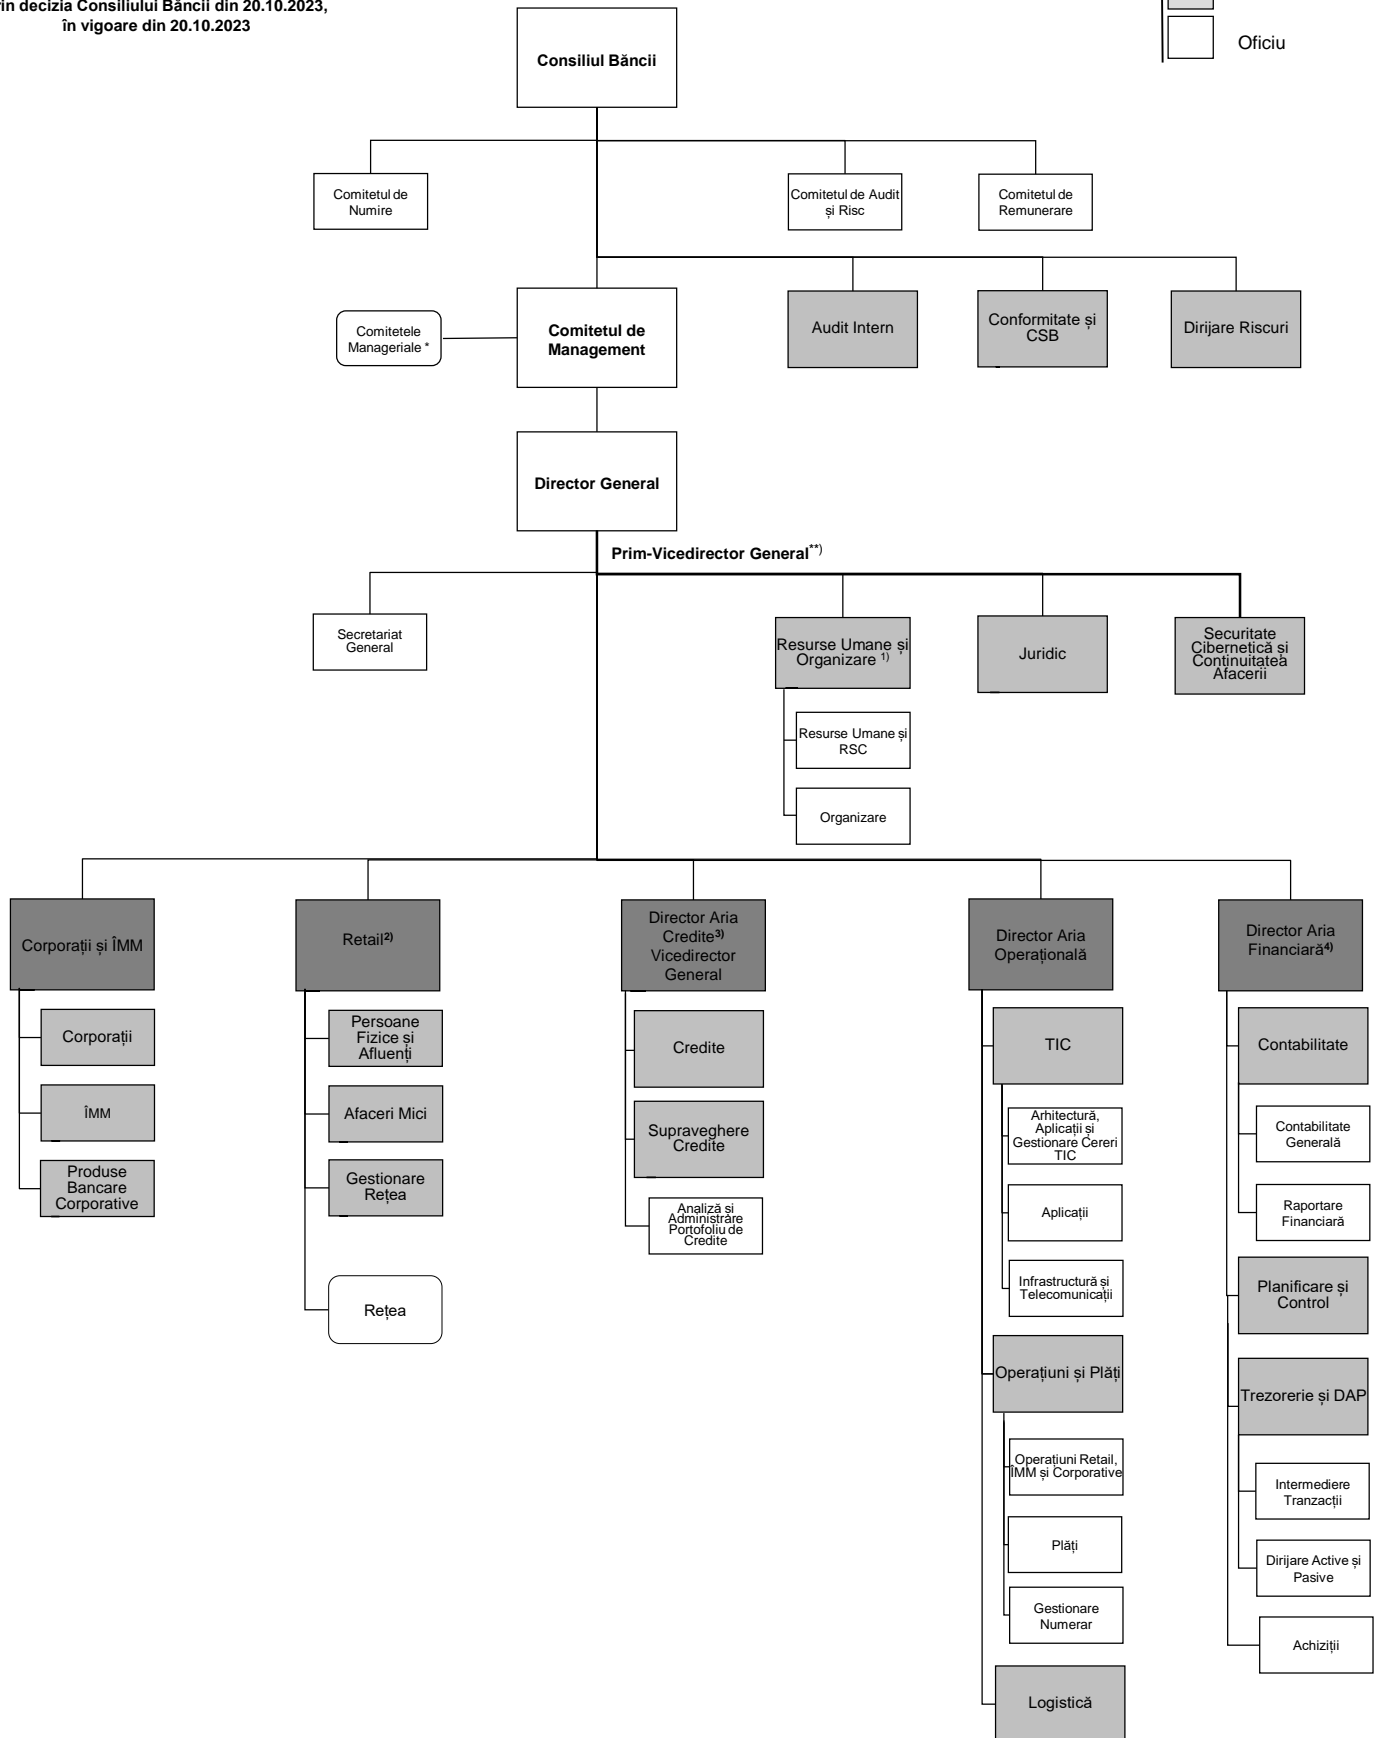 in decizia Consiliului Băncii din 20.10.2023,
în vigoare din 20.10.2023
Oficiu
Consiliul Băncii
Comitetul de
Numire
Comitetul de Audit
și Risc
Comitetul de
Remunerare
Comitetele
Manageriale *
Comitetul de
Management
Audit Intern
Conformitate și
CSB
Dirijare Riscuri
Director General
Prim-Vicedirector General**)
Secretariat
General
Resurse Umane și
Organizare 1)
Juridic
Securitate
Cibernetică și
Continuitatea
Afacerii
Resurse Umane și
RSC
Organizare
Corporații și ÎMM
Retail2)
Director Aria
Credite3)
Vicedirector
General
Director Aria
Operațională
Director Aria
Financiară4)
Corporații
ÎMM
Produse
Bancare
Corporative
Persoane
Fizice și
Afluenți
Afaceri Mici
Gestionare
Rețea
Rețea
Credite
Supraveghere
Credite
Analiză și
Administrare
Portofoliu de
Credite
TIC
Arhitectură,
Aplicații și
Gestionare Cereri
TIC
Aplicații
Infrastructură și
Telecomunicații
Operațiuni și Plăți
Operațiuni Retail,
ÎMM și Corporative
Plăți
Gestionare
Numerar
Logistică
Contabilitate
Contabilitate
Generală
Raportare
Financiară
Planificare și
Control
Trezorerie și DAP
Intermediere
Tranzacții
Dirijare Active și
Pasive
Achiziții